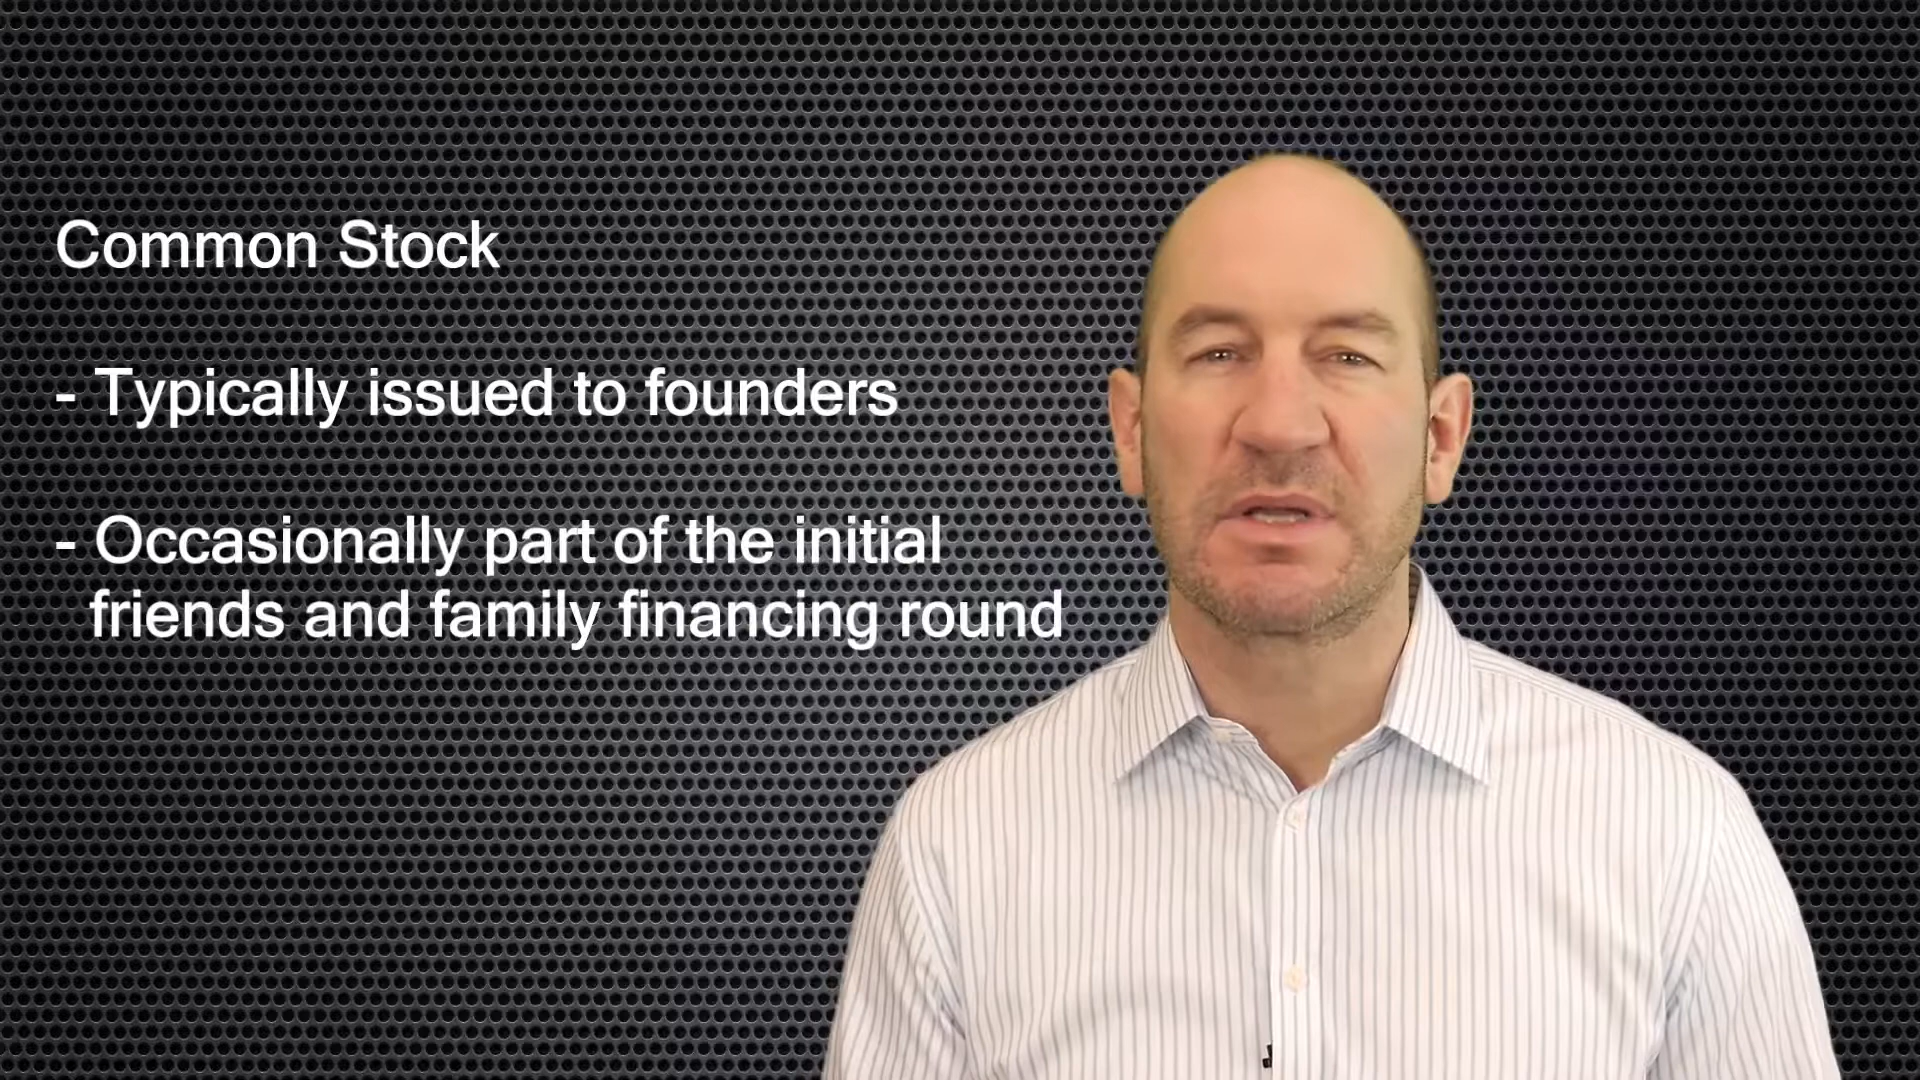 Common Stock
- Typically issued to founders
- Occasionally part of the initial
friends and family financing round